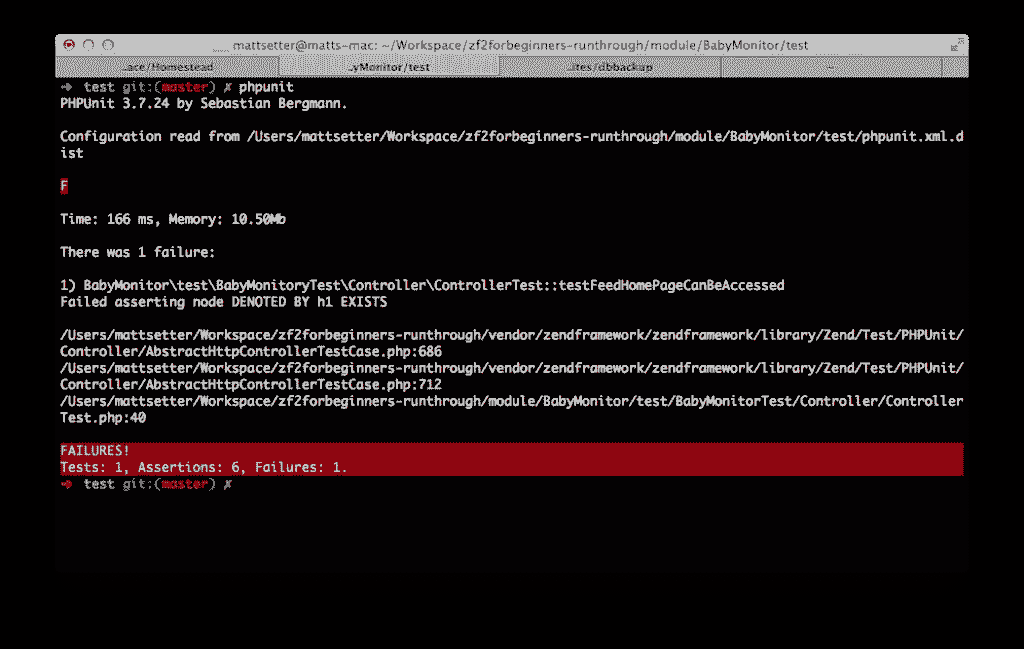 mattsetter@matts-mac: ~/Workspace/zf2forbeginners-runthrough/module/BabyMonitor/test
…ace/Homestead …yMonitor/test …ites/dbbackup ~
➜ test git:(master) ✗ phpunit
PHPUnit 3.7.24 by Sebastian Bergmann.
Configuration read from /Users/mattsetter/Workspace/zf2forbeginners-runthrough/module/BabyMonitor/test/phpunit.xml.d
ist
F
Time: 166 ms, Memory: 10.50Mb
There was 1 failure:
1) BabyMonitor\test\BabyMonitoryTest\Controller\ControllerTest::testFeedHomePageCanBeAccessed
Failed asserting node DENOTED BY h1 EXISTS
/Users/mattsetter/Workspace/zf2forbeginners-runthrough/vendor/zendframework/zendframework/library/Zend/Test/PHPUnit/
Controller/AbstractHttpControllerTestCase.php:686
/Users/mattsetter/Workspace/zf2forbeginners-runthrough/vendor/zendframework/zendframework/library/Zend/Test/PHPUnit/
Controller/AbstractHttpControllerTestCase.php:712
/Users/mattsetter/Workspace/zf2forbeginners-runthrough/module/BabyMonitor/test/BabyMonitorTest/Controller/Controller
Test.php:40
FAILURES!
Tests: 1, Assertions: 6, Failures: 1.
➜ test git:(master) ✗